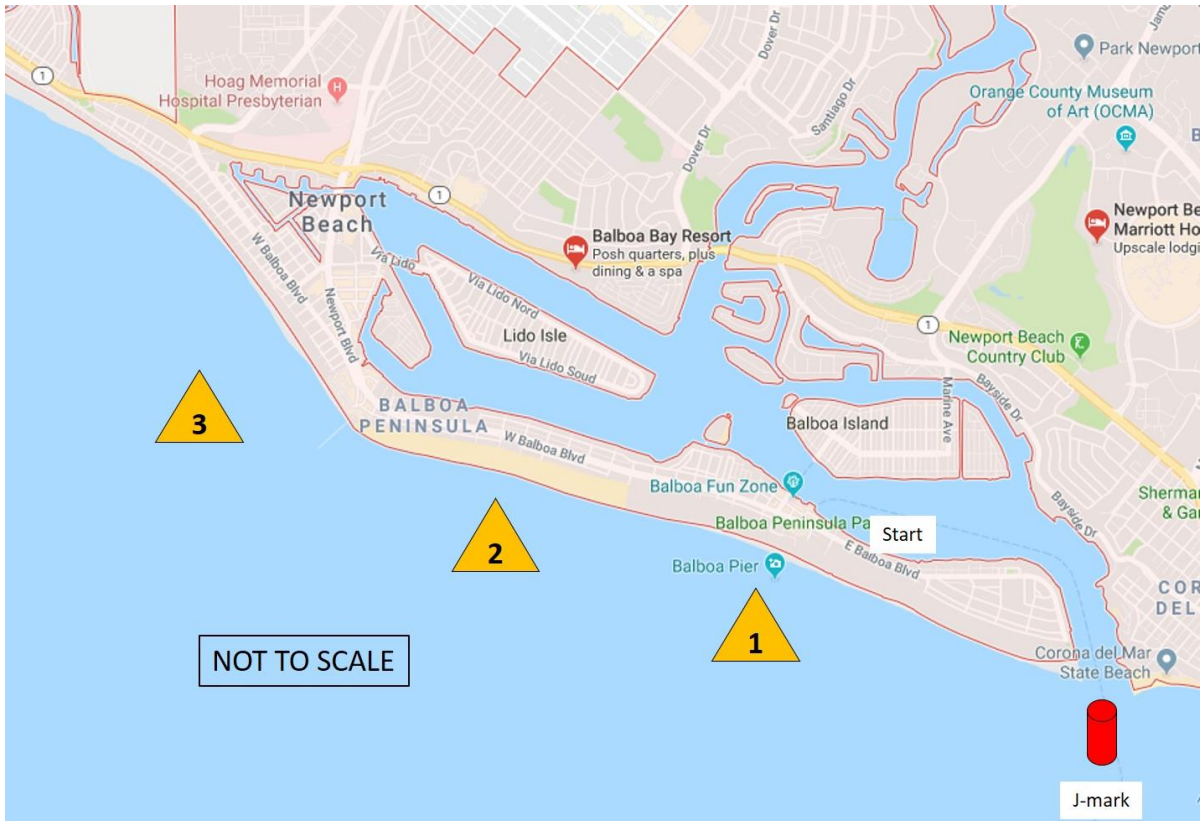 1
Hoag Memorial
Hospital Presbyterian
Newport
Beach
W Balboa Blvd
Newport Blvd
Via Lido
Via Lido Nord
Lido Isle
Via Lido Soud
1
Balboa Bay Resort
Posh quarters, plus
dining & a spa
Dover Dr
Dover Dr
Santiago Dr
Park Newport
Orange County Museum
of Art (OCMA)
Newport Be
Marriott Ho
Upscale lodgi
1
Newport Beach
Country Club
Bayside Dr
Marine Ave
Balboa Island
BALBOA
PENINSULA
W Balboa Blvd
Balboa Fun Zone
Balboa Peninsula Pa
Start
E Balboa Blvd
Balboa Pier
Bayside Dr
Sherman
& Gar
COR
DEL
Corona del Mar
State Beach
3
2
1
NOT TO SCALE
J-mark